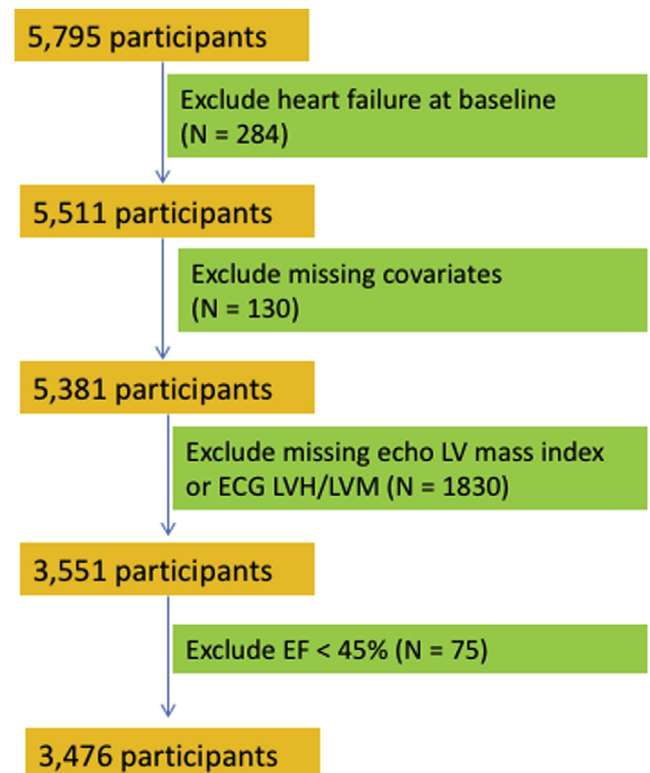 5,795 participants
Exclude heart failure at baseline
(N = 284)
5,511 participants
Exclude missing covariates
(N = 130)
5,381 participants
Exclude missing echo LV mass index
or ECG LVH/LVM (N = 1830)
3,551 participants
Exclude EF < 45% (N = 75)
3,476 participants